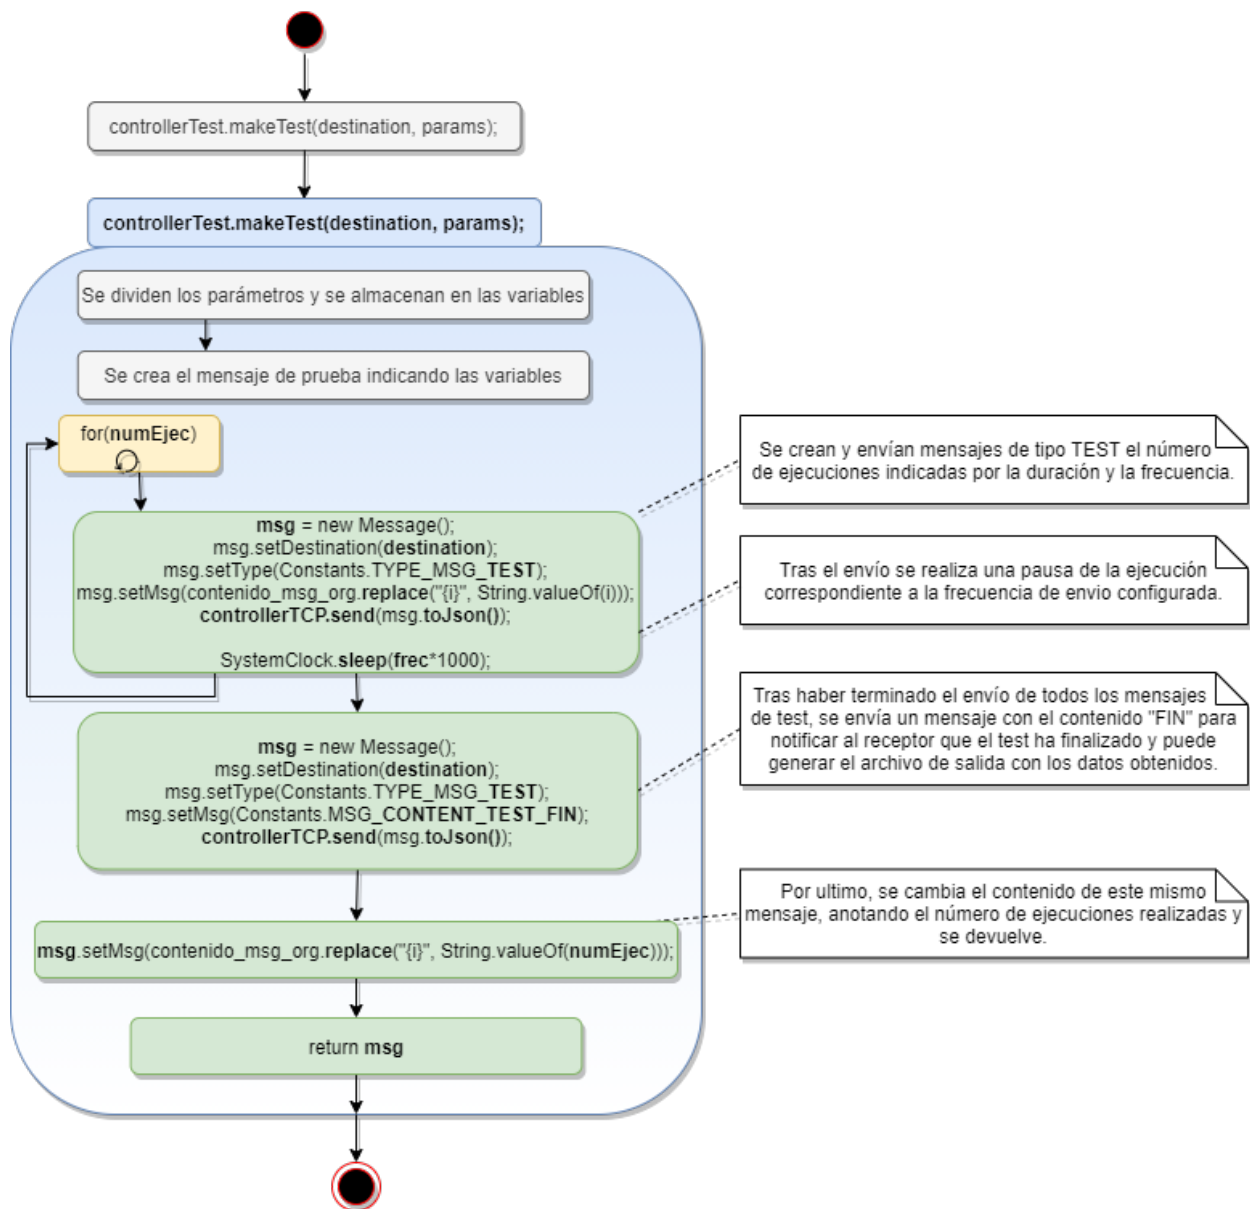 controllerTest.makeTest(destination, params);
controllerTest.makeTest(destination, params);
Se dividen los parámetros y se almacenan en las variables
Se crea el mensaje de prueba indicando las variables
for(numEjec)
msg = new Message();
msg.setDestination(destination);
msg.setType(Constants.TYPE_MSG_TEST);
msg.setMsg(contenido_msg_org.replace("{i}", String.valueOf(i)));
controllerTCP.send(msg.toJson());
SystemClock.sleep(frec*1000);
msg = new Message();
msg.setDestination(destination);
msg.setType(Constants.TYPE_MSG_TEST);
msg.setMsg(Constants.MSG_CONTENT_TEST_FIN);
controllerTCP.send(msg.toJson());
msg.setMsg(contenido_msg_org.replace("{i}", String.valueOf(numEjec)));
return msg
Se crean y envían mensajes de tipo TEST el número
de ejecuciones indicadas por la duración y la frecuencia.
Tras el envío se realiza una pausa de la ejecución
correspondiente a la frecuencia de envio configurada.
Tras haber terminado el envío de todos los mensajes
de test, se envía un mensaje con el contenido "FIN" para
notificar al receptor que el test ha finalizado y puede
generar el archivo de salida con los datos obtenidos.
Por ultimo, se cambia el contenido de este mismo
mensaje, anotando el número de ejecuciones realizadas y
se devuelve.